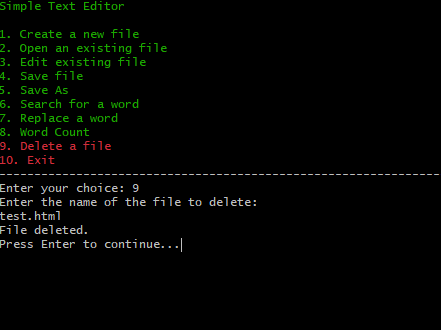 Simple Text Editor
1. Create a new file
2. Open an existing file
3. Edit existing file
4. Save file
5. Save As
6. Search for a word
7. Replace a word
8. Word Count
9. Delete a file
10. Exit
---------------------------------------------------------------
Enter your choice: 9
Enter the name of the file to delete:
test.html
File deleted.
Press Enter to continue...